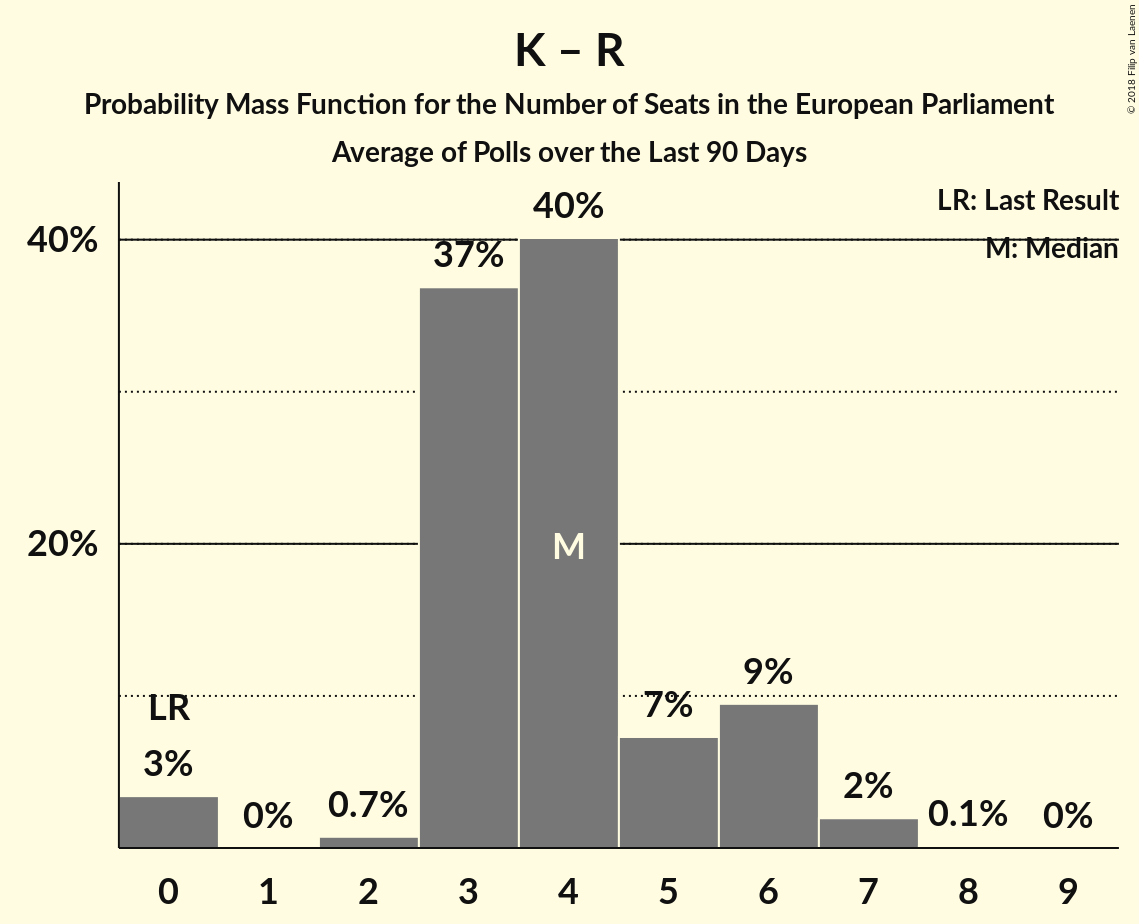 K – R
Probability Mass Function for the Number of Seats in the European Parliament
Average of Polls over the Last 90 Days
© 2018 Filip van Laenen
LR: Last Result
M: Median
40%
20%
LR
3%
0%
0.7%
37%
40%
M
7%
9%
2%
0.1%
0%
0 1 2 3 4 5 6 7 8 9